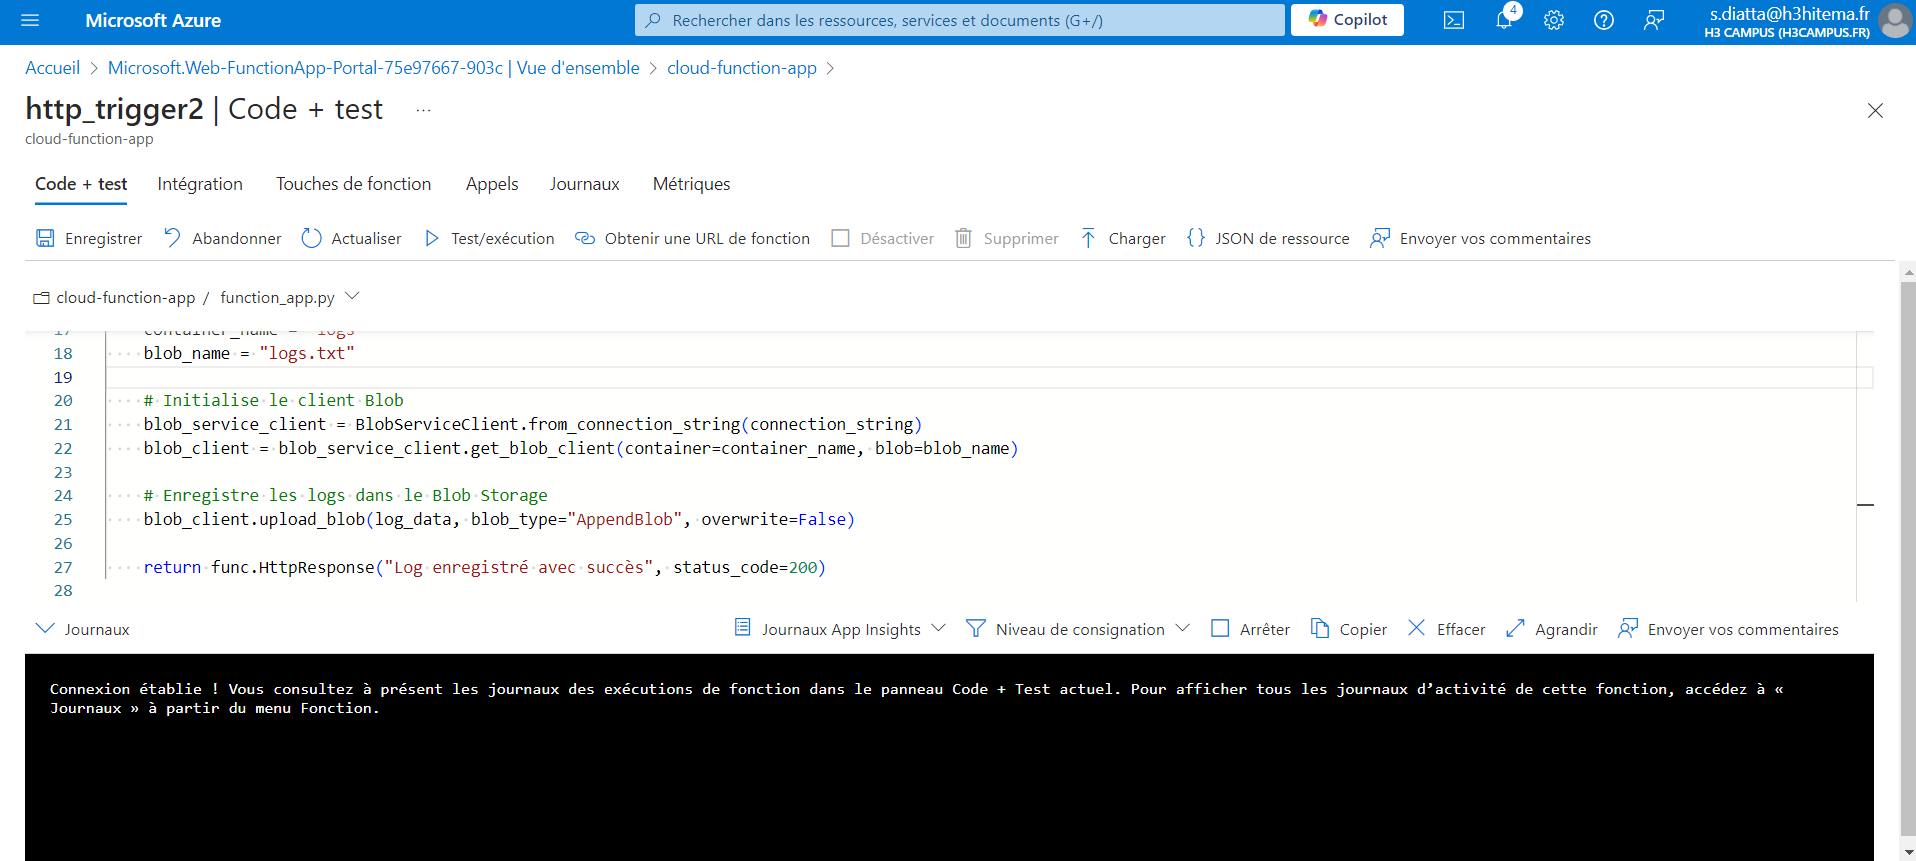 Microsoft Azure
Rechercher dans les ressources, services et documents (G+/)
Copilot
4
s.diatta@h3hitema.fr
H3 CAMPUS (H3CAMPUS.FR)
Accueil > Microsoft.Web-FunctionApp-Portal-75e97667-903c | Vue d'ensemble > cloud-function-app >
http_trigger2 | Code + test ...
cloud-function-app
Code + test Intégration Touches de fonction Appels Journaux Métriques
Enregistrer Abandonner Actualiser Test/exécution Obtenir une URL de fonction Désactiver Supprimer Charger {} JSON de ressource Envoyer vos commentaires
cloud-function-app / function_app.py
17 container_name = "logs"
18 blob_name = "logs.txt"
19
20 # Initialise le client Blob
21 blob_service_client = BlobServiceClient.from_connection_string(connection_string)
22 blob_client = blob_service_client.get_blob_client(container=container_name, blob=blob_name)
23
24 # Enregistre les logs dans le Blob Storage
25 blob_client.upload_blob(log_data, blob_type="AppendBlob", overwrite=False)
26
27 return func.HttpResponse("Log enregistré avec succès", status_code=200)
28
Journaux Journaux App Insights Niveau de consignation Arrêter Copier Effacer Agrandir Envoyer vos commentaires
Connexion établie ! Vous consultez à présent les journaux des exécutions de fonction dans le panneau Code + Test actuel. Pour afficher tous les journaux d’activité de cette fonction, accédez à «
Journaux » à partir du menu Fonction.